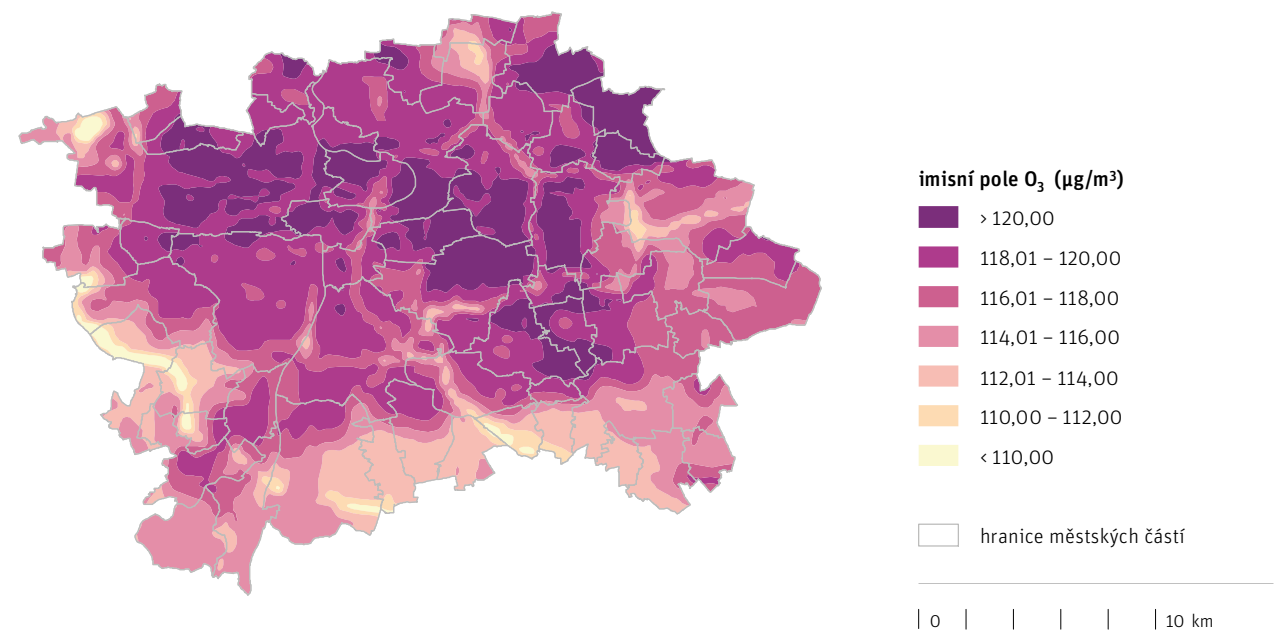 imisní pole O₃ (µg/m³)
› 120,00
118,01 – 120,00
116,01 – 118,00
114,01 – 116,00
112,01 – 114,00
110,00 – 112,00
‹ 110,00
hranice městských částí
0 10 km